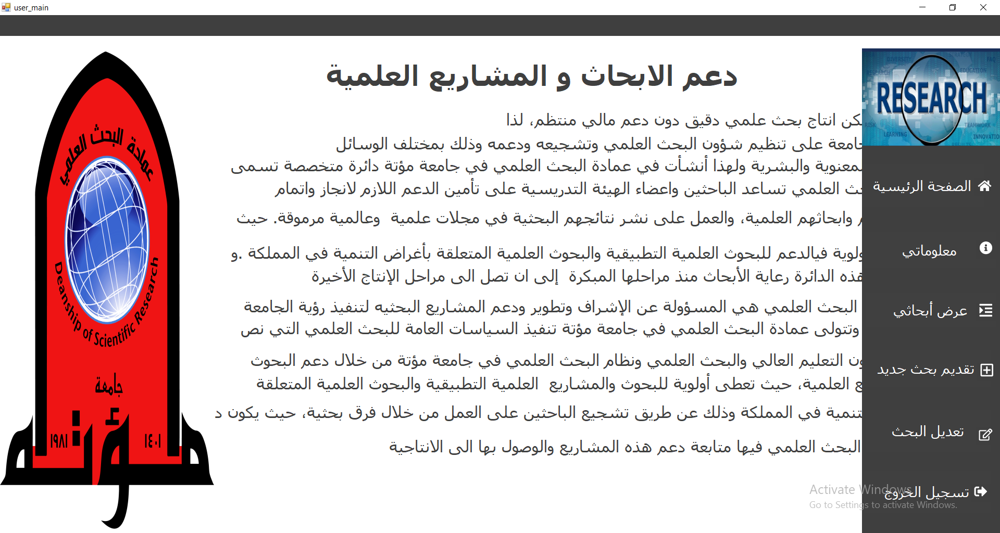 user_main
دعم الابحاث و المشاريع العلمية
كن انتاج بحث علمي دقيق دون دعم مالي منتظم، لذا
جامعة على تنظيم شؤون البحث العلمي وتشجيعه ودعمه وذلك بمختلف الوسائل
لمعنوية والبشرية ولهذا أنشأت في عمادة البحث العلمي في جامعة مؤتة دائرة متخصصة تسمى
حث العلمي تساعد الباحثين واعضاء الهيئة التدريسية على تأمين الدعم اللازم لانجاز واتمام
م وابحاثهم العلمية، والعمل على نشر نتائجهم البحثية في مجلات علمية وعالمية مرموقة. حيث
ولوية فيالدعم للبحوث العلمية التطبيقية والبحوث العلمية المتعلقة بأغراض التنمية في المملكة .و
هذه الدائرة رعاية الأبحاث منذ مراحلها المبكرة إلى ان تصل الى مراحل الإنتاج الأخيرة
البحث العلمي هي المسؤولة عن الإشراف وتطوير ودعم المشاريع البحثيه لتنفيذ رؤية الجامعة
وتتولى عمادة البحث العلمي في جامعة مؤتة تنفيذ السياسات العامة للبحث العلمي التي نص
ون التعليم العالي والبحث العلمي ونظام البحث العلمي في جامعة مؤتة من خلال دعم البحوث
ع العلمية، حيث تعطى أولوية للبحوث والمشاريع العلمية التطبيقية والبحوث العلمية المتعلقة
تنمية في المملكة وذلك عن طريق تشجيع الباحثين على العمل من خلال فرق بحثية، حيث يكون د
البحث العلمي فيها متابعة دعم هذه المشاريع والوصول بها الى الانتاجية
RESEARCH
DIVERSITY
STRATEGY
FAQ
RESEARCH
EDUCATION
RISK
TEAMWORK
LEARNING
INNOVATIO
RESULTS
الصفحة الرئيسية
معلوماتي
عرض أبحاثي
تقديم بحث جديد
تعديل البحث
تسجيل الخروج
عمادة البحث العلمي
Deanship of Scientific Research
جامعة
مؤتة
١٤٠١
١٩٨١
Activate Windows
Go to Settings to activate Windows.